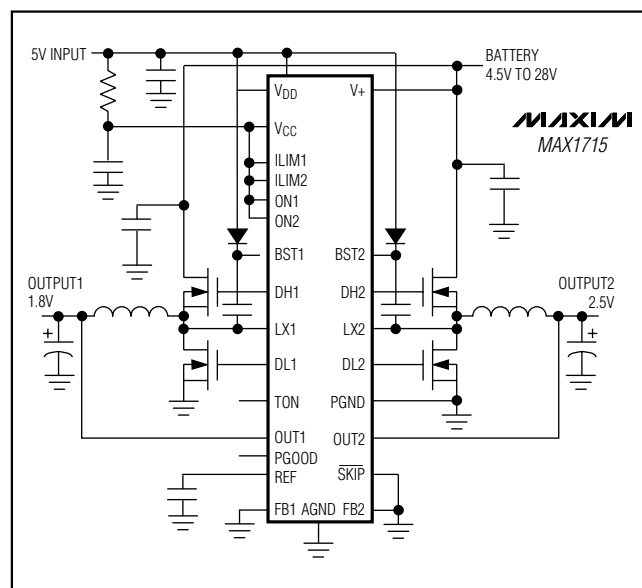 5V INPUT
BATTERY
4.5V TO 28V
VDD
V+
MAXIM
MAX1715
VCC
ILIM1
ILIM2
ON1
ON2
BST1
BST2
OUTPUT1
1.8V
DH1
DH2
OUTPUT2
2.5V
+
LX1
LX2
+
DL1
DL2
TON
PGND
OUT1
OUT2
PGOOD
REF
SKIP
FB1
AGND
FB2